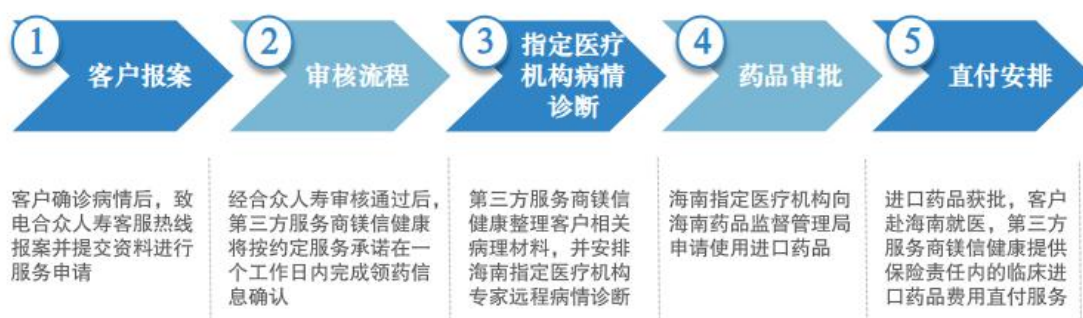 1
客户报案
2
审核流程
3
指定医疗
机构病情
诊断
4
药品审批
5
直付安排
客户确诊病情后，致
电合众人寿客服热线
报案并提交资料进行
服务申请
经合众人寿审核通过后，
第三方服务商镁信健康
将按约定服务承诺在一
个工作日内完成领药信
息确认
第三方服务商镁信
健康整理客户相关
病理材料，并安排
海南指定医疗机构
专家远程病情诊断
海南指定医疗机构向
海南药品监督管理局
申请使用进口药品
进口药品获批，客户
赴海南就医，第三方
服务商镁信健康提供
保险责任内的临床进
口药品费用直付服务